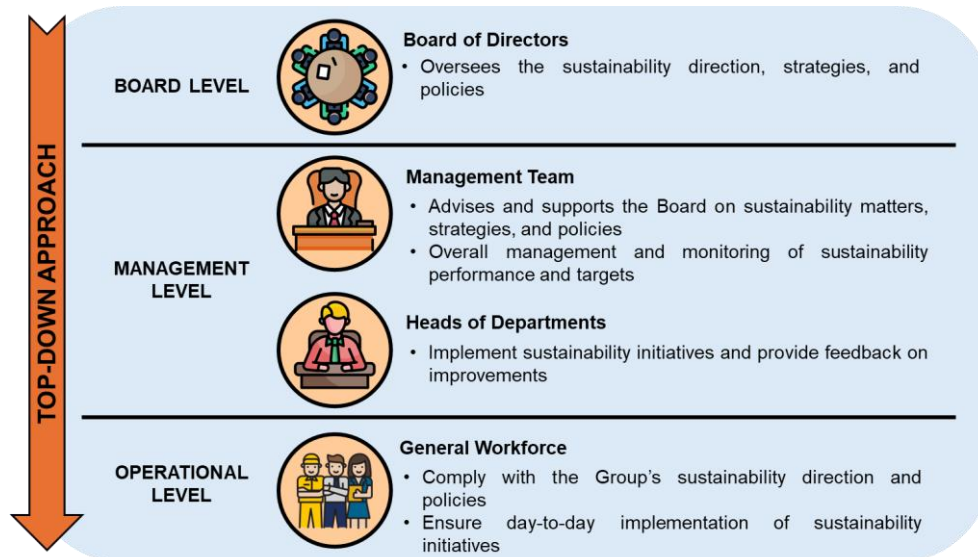 TOP-DOWN APPROACH
BOARD LEVEL
Board of Directors
• Oversees the sustainability direction, strategies, and
policies
MANAGEMENT
LEVEL
Management Team
• Advises and supports the Board on sustainability matters,
strategies, and policies
• Overall management and monitoring of sustainability
performance and targets
Heads of Departments
• Implement sustainability initiatives and provide feedback on
improvements
OPERATIONAL
LEVEL
General Workforce
• Comply with the Group’s sustainability direction and
policies
• Ensure day-to-day implementation of sustainability
initiatives